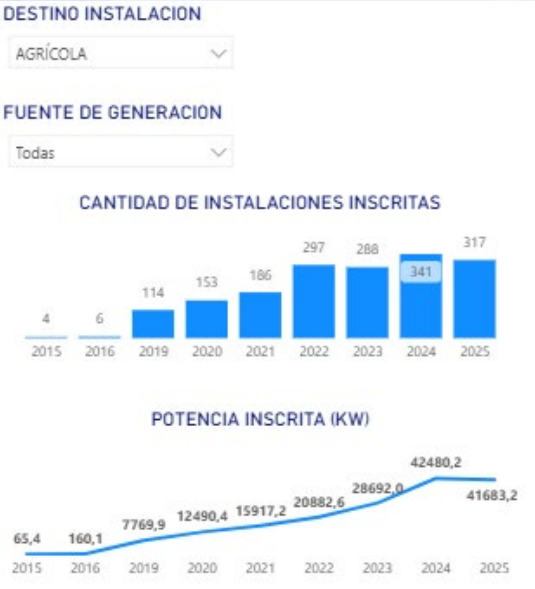 DESTINO INSTALACION
AGRÍCOLA
FUENTE DE GENERACION
Todas
CANTIDAD DE INSTALACIONES INSCRITAS
4 6 114 153 186 297 288 341 317
2015 2016 2019 2020 2021 2022 2023 2024 2025
POTENCIA INSCRITA (KW)
65,4 160,1 7769,9 12490,4 15917,2 20882,6 28692,0 42480,2 41683,2
2015 2016 2019 2020 2021 2022 2023 2024 2025